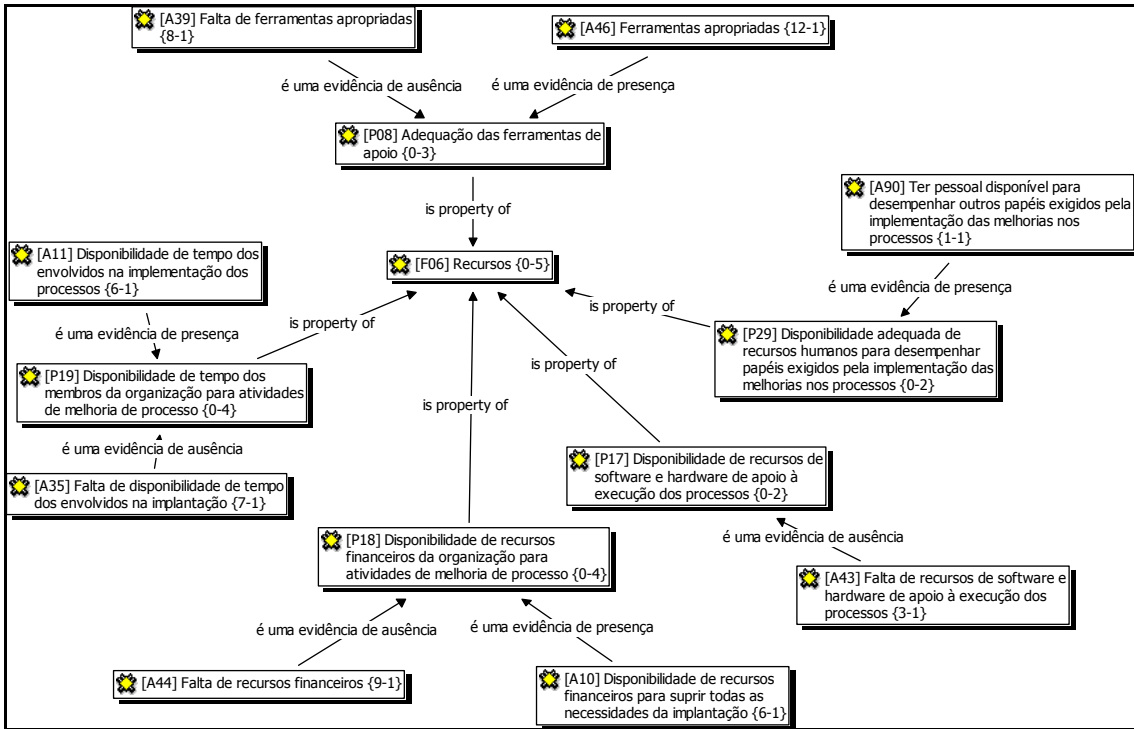 [A39] Falta de ferramentas apropriadas
{8-1}
[A46] Ferramentas apropriadas {12-1}
é uma evidência de ausência
é uma evidência de presença
[P08] Adequação das ferramentas de
apoio {0-3}
[A90] Ter pessoal disponível para
desempenhar outros papéis exigidos pela
implementação das melhorias nos
processos {1-1}
is property of
[A11] Disponibilidade de tempo dos
envolvidos na implementação dos
processos {6-1}
[F06] Recursos {0-5}
é uma evidência de presença
is property of
é uma evidência de presença
is property of
[P29] Disponibilidade adequada de
recursos humanos para desempenhar
papéis exigidos pela implementação das
melhorias nos processos {0-2}
is property of
[P19] Disponibilidade de tempo dos
membros da organização para atividades
de melhoria de processo {0-4}
is property of
é uma evidência de ausência
[P17] Disponibilidade de recursos de
software e hardware de apoio à
execução dos processos {0-2}
[A35] Falta de disponibilidade de tempo
dos envolvidos na implantação {7-1}
[P18] Disponibilidade de recursos
financeiros da organização para
atividades de melhoria de processo {0-4}
é uma evidência de ausência
[A43] Falta de recursos de software e
hardware de apoio à execução dos
processos {3-1}
é uma evidência de ausência
é uma evidência de presença
[A44] Falta de recursos financeiros {9-1}
[A10] Disponibilidade de recursos
financeiros para suprir todas as
necessidades da implantação {6-1}